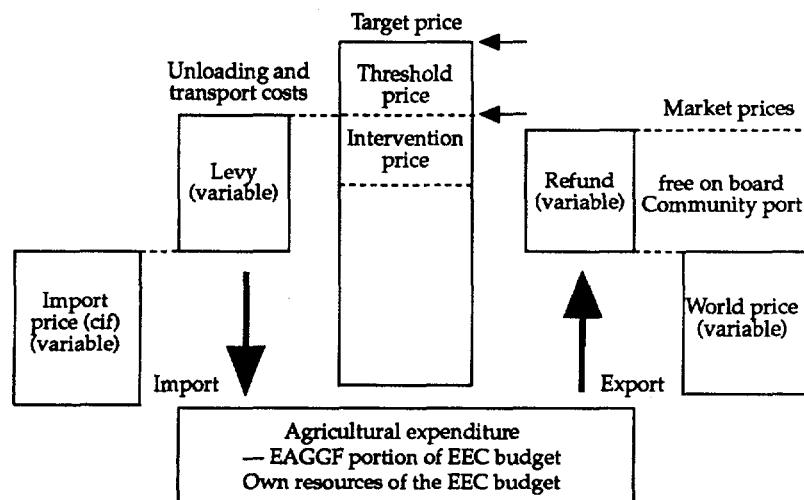 Target price
Unloading and
transport costs
Threshold
price
Market prices
Intervention
price
Levy
(variable)
Refund
(variable)
free on board
Community port
Import
price (cif)
(variable)
World price
(variable)
Import
Export
Agricultural expenditure
— EAGGF portion of EEC budget
Own resources of the EEC budget